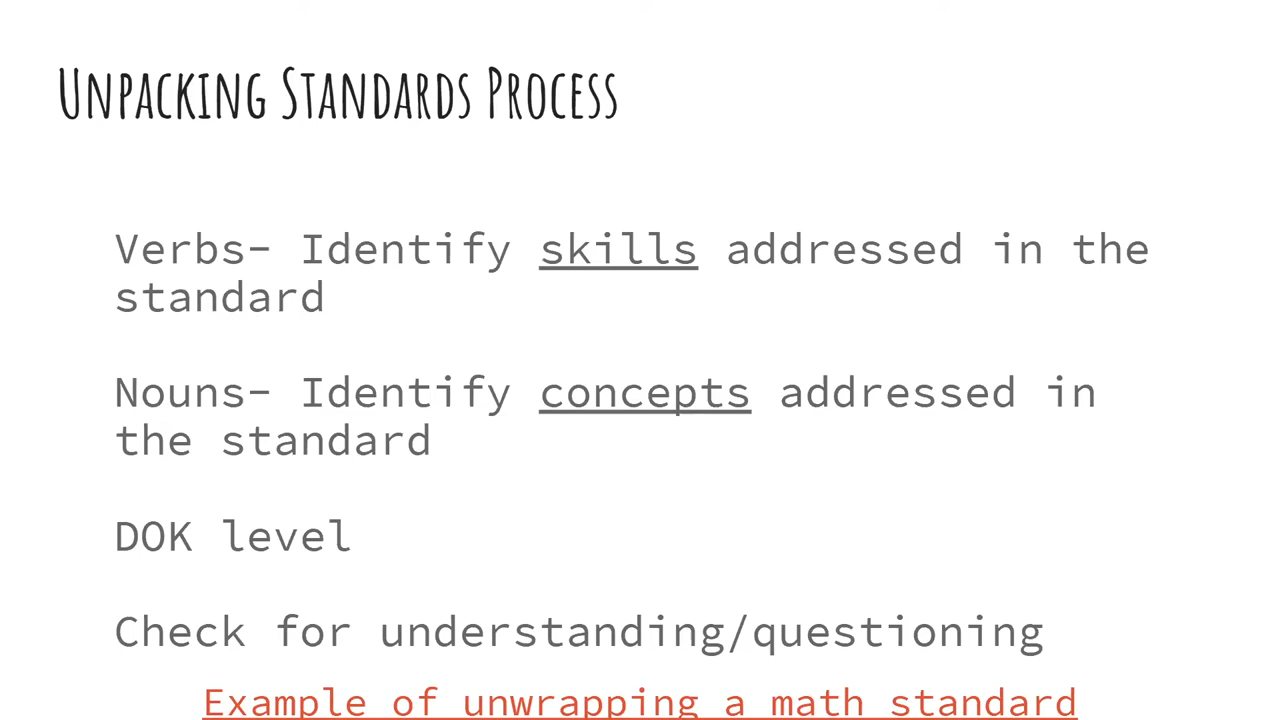 Unpacking Standards Process
Verbs- Identify skills addressed in the
standard
Nouns- Identify concepts addressed in
the standard
DOK level
Check for understanding/questioning
Example of unwrapping a math standard